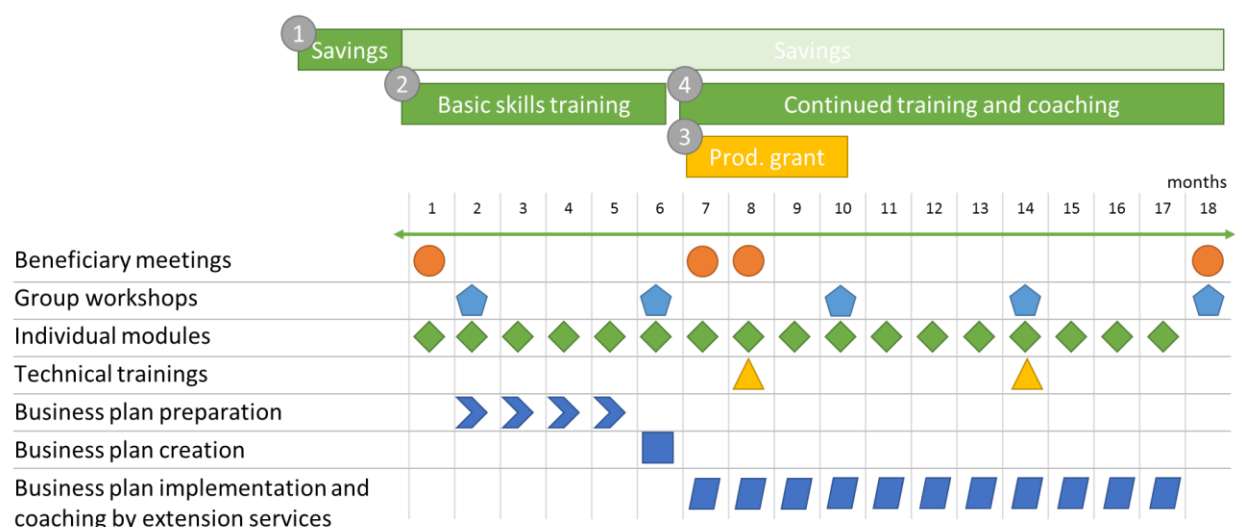 1 Savings Savings
2 Basic skills training 4 Continued training and coaching
3 Prod. grant
months
1 2 3 4 5 6 7 8 9 10 11 12 13 14 15 16 17 18
Beneficiary meetings
Group workshops
Individual modules
Technical trainings
Business plan preparation
Business plan creation
Business plan implementation and
coaching by extension services